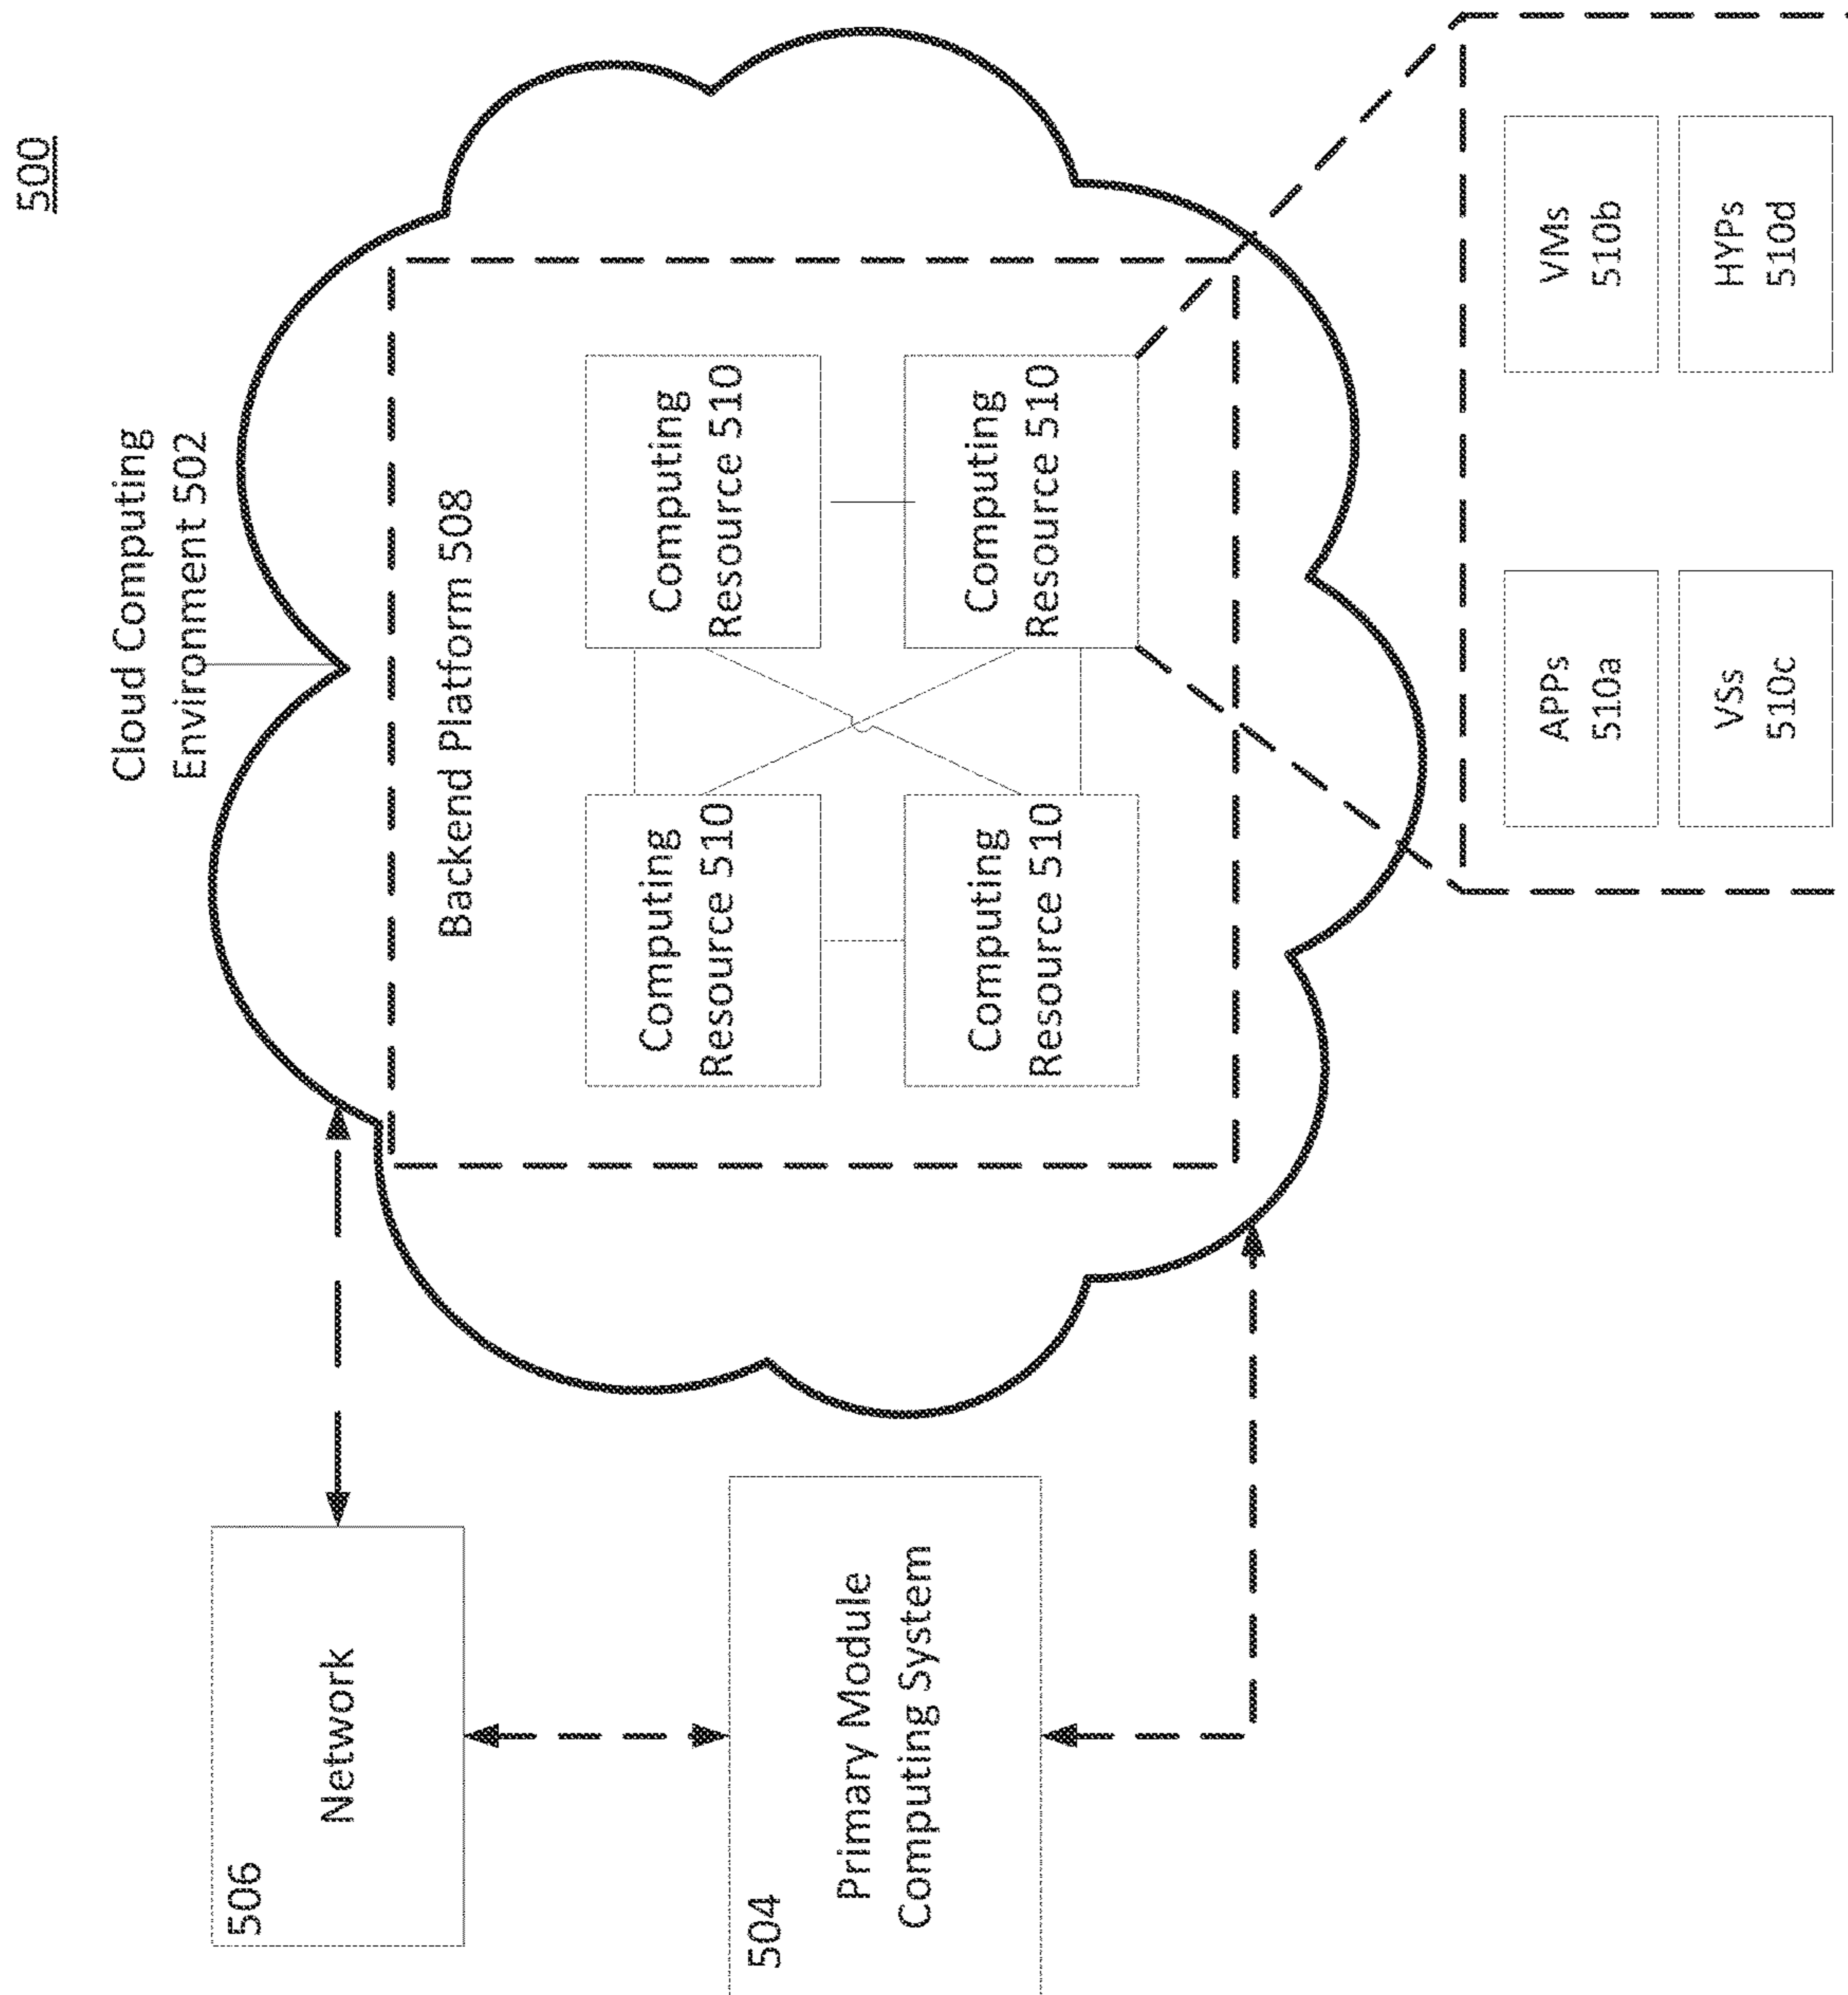 500
Cloud Computing
Environment 502
506
Network
Backend Platform 508
Computing
Resource 510
Computing
Resource 510
504
Primary Module
Computing System
Computing
Resource 510
Computing
Resource 510
APPs
510a
VMs
510b
VSs
510c
HYPs
510d